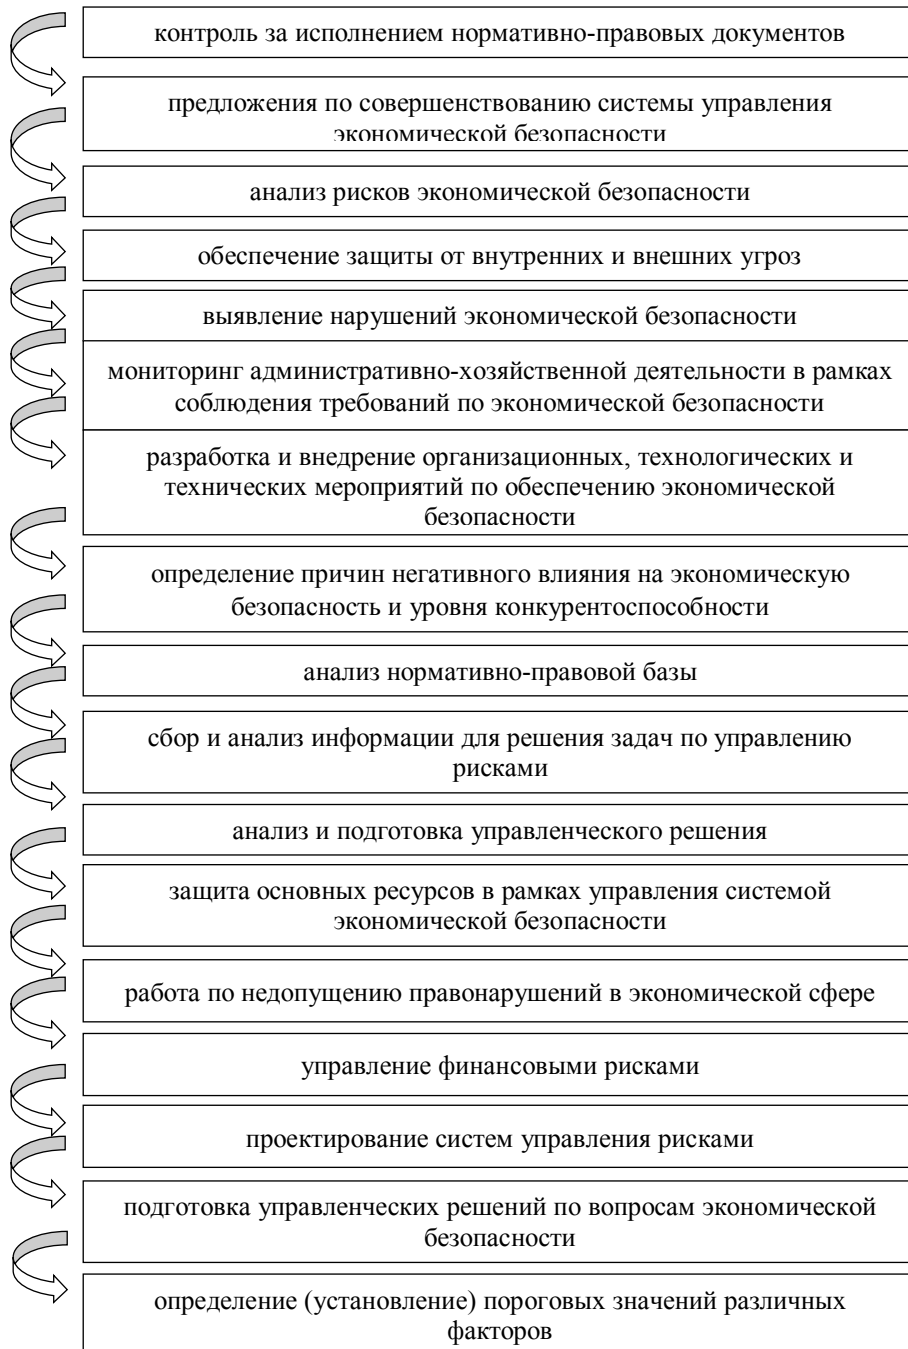 контроль за исполнением нормативно-правовых документов
предложения по совершенствованию системы управления
экономической безопасности
анализ рисков экономической безопасности
обеспечение защиты от внутренних и внешних угроз
выявление нарушений экономической безопасности
мониторинг административно-хозяйственной деятельности в рамках
соблюдения требований по экономической безопасности
разработка и внедрение организационных, технологических и
технических мероприятий по обеспечению экономической
безопасности
определение причин негативного влияния на экономическую
безопасность и уровня конкурентоспособности
анализ нормативно-правовой базы
сбор и анализ информации для решения задач по управлению
рисками
анализ и подготовка управленческого решения
защита основных ресурсов в рамках управления системой
экономической безопасности
работа по недопущению правонарушений в экономической сфере
управление финансовыми рисками
проектирование систем управления рисками
подготовка управленческих решений по вопросам экономической
безопасности
определение (установление) пороговых значений различных
факторов